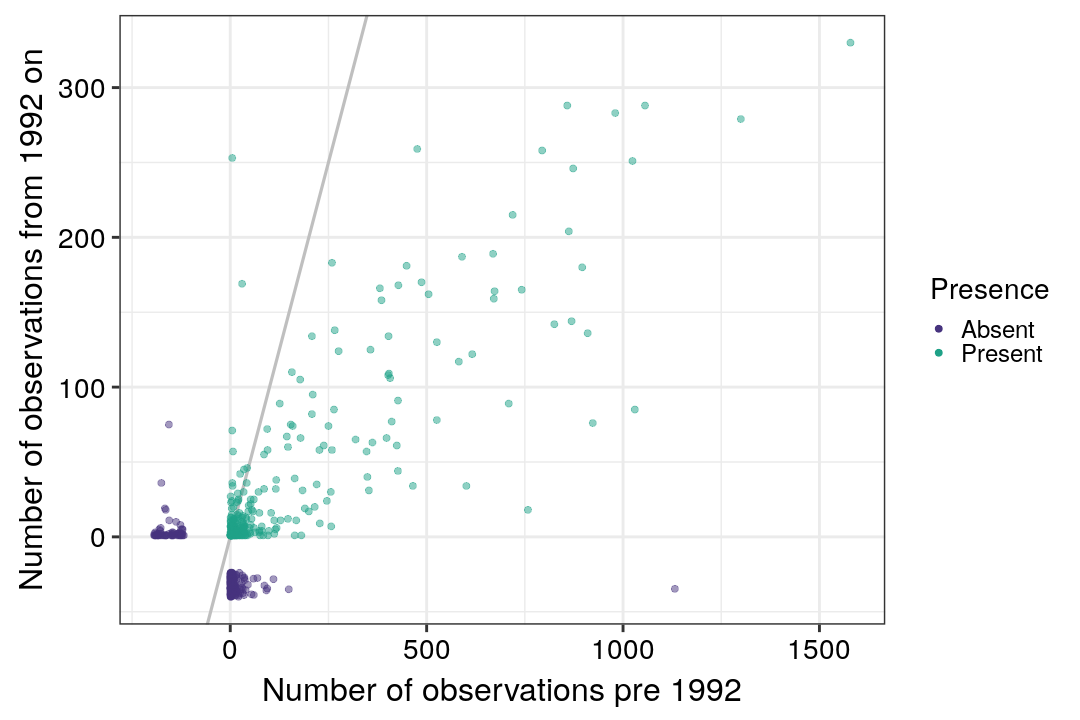 Number of observations from 1992 on
300
200
100
0
0
500
1000
1500
Number of observations pre 1992
Presence
Absent
Present